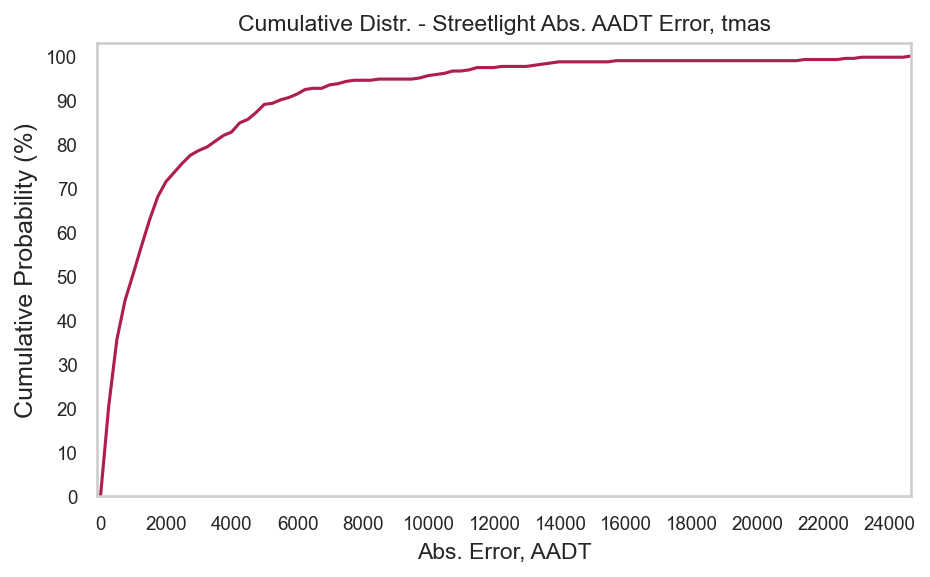 Cumulative Distr. - Streetlight Abs. AADT Error, tmas
Cumulative Probability (%)
100
90
80
70
60
50
40
30
20
10
0
0 2000 4000 6000 8000 10000 12000 14000 16000 18000 20000 22000 24000
Abs. Error, AADT